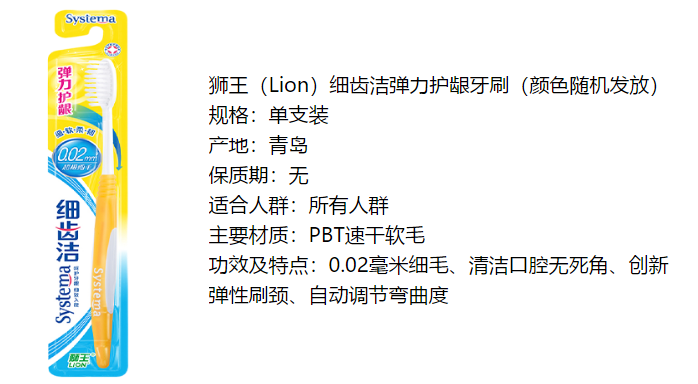 Systema
弹力护龈
细·软·柔·韧
0.02mm
超细毛
细齿洁
Systema
Systema
狮王
LION
狮王（Lion）细齿洁弹力护龈牙刷（颜色随机发放）
规格：单支装
产地：青岛
保质期：无
适合人群：所有人群
主要材质：PBT速干软毛
功效及特点：0.02毫米细毛、清洁口腔无死角、创新
弹性刷颈、自动调节弯曲度